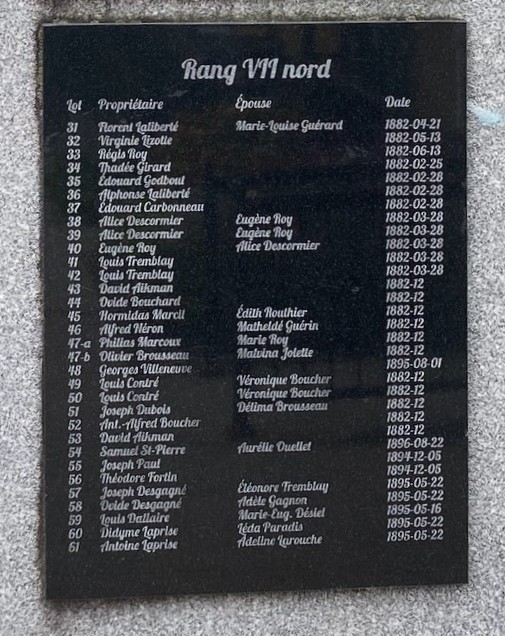 Rang VII nord
Lot Propriétaire Épouse Date
31 Florent Laliberté Marie-Louise Guérard 1882-04-21
32 Virginie Lizotte 1882-05-13
33 Régis Roy 1882-06-13
34 Thadée Girard 1882-02-25
35 Édouard Godbout 1882-02-28
36 Alphonse Laliberté 1882-02-28
37 Édouard Carbonneau 1882-02-28
38 Alice Descormier Eugène Roy 1882-03-28
39 Alice Descormier Eugène Roy 1882-03-28
40 Eugène Roy Alice Descormier 1882-03-28
41 Louis Tremblay 1882-03-28
42 Louis Tremblay 1882-03-28
43 David Aikman 1882-12
44 Ovide Bouchard 1882-12
45 Hormidas Marcil Édith Routhier 1882-12
46 Alfred Néron Matheldé Guérin 1882-12
47-a Philias Marcoux Marie Roy 1882-12
47-b Olivier Brousseau Malvina Jolette 1882-12
48 Georges Villeneuve 1895-08-01
49 Louis Contré Véronique Boucher 1882-12
50 Louis Contré Véronique Boucher 1882-12
51 Joseph Dubois Délima Brousseau 1882-12
52 Ant.-Alfred Boucher 1882-12
53 David Aikman 1882-12
54 Samuel St-Pierre Aurélie Ouellet 1896-08-22
55 Joseph Paul 1894-12-05
56 Théodore Fortin 1894-12-05
57 Joseph Desgagné Éléonore Tremblay 1895-05-22
58 Ovide Desgagné Adèle Gagnon 1895-05-22
59 Louis Dallaire Marie-Eug. Désiel 1895-05-16
60 Didyme Laprise Léda Paradis 1895-05-22
61 Antoine Laprise Adeline Larouche 1895-05-22